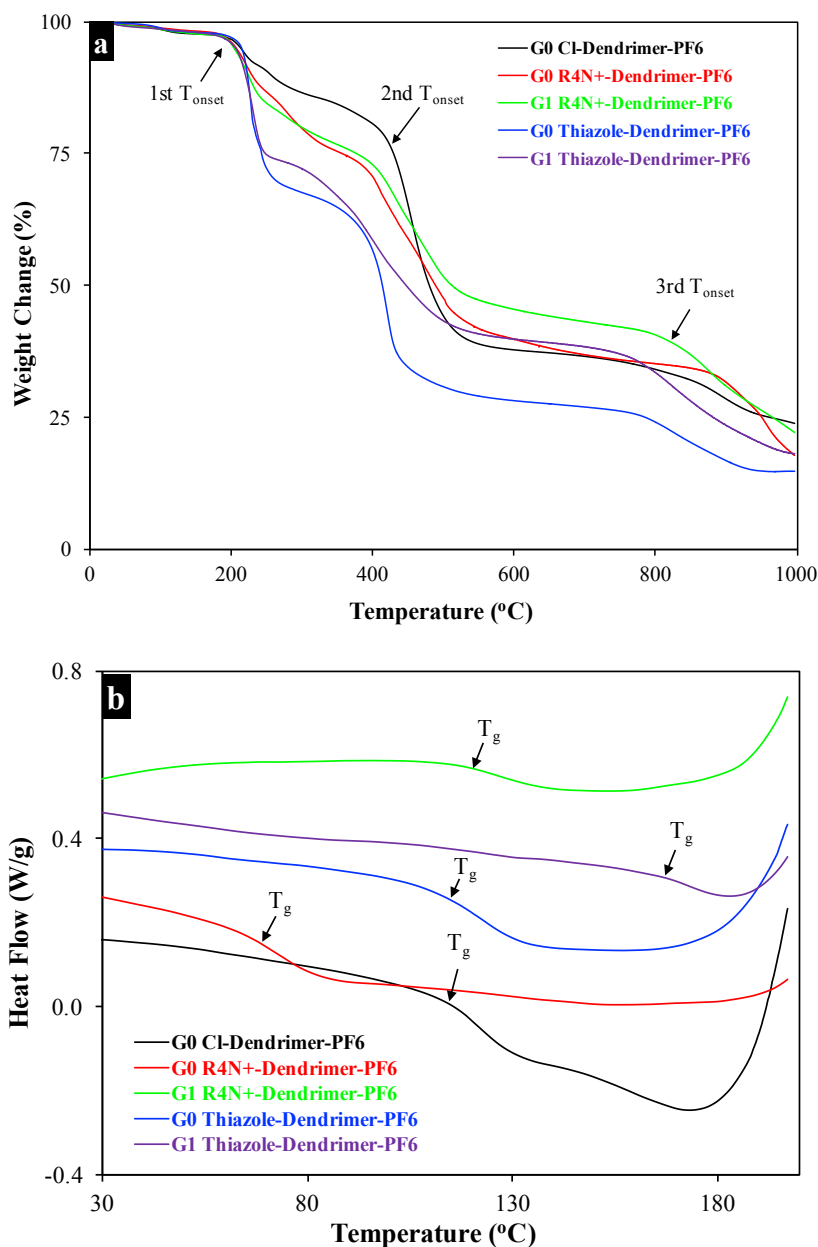 a
100
75
50
25
0
Weight Change (%)
0 200 400 600 800 1000
Temperature (ºC)
1st Tonset
2nd Tonset
3rd Tonset
G0 Cl-Dendrimer-PF6
G0 R4N+-Dendrimer-PF6
G1 R4N+-Dendrimer-PF6
G0 Thiazole-Dendrimer-PF6
G1 Thiazole-Dendrimer-PF6
b
0.8
0.4
0.0
-0.4
Heat Flow (W/g)
30 80 130 180
Temperature (ºC)
Tg
Tg
Tg
Tg
Tg
G0 Cl-Dendrimer-PF6
G0 R4N+-Dendrimer-PF6
G1 R4N+-Dendrimer-PF6
G0 Thiazole-Dendrimer-PF6
G1 Thiazole-Dendrimer-PF6